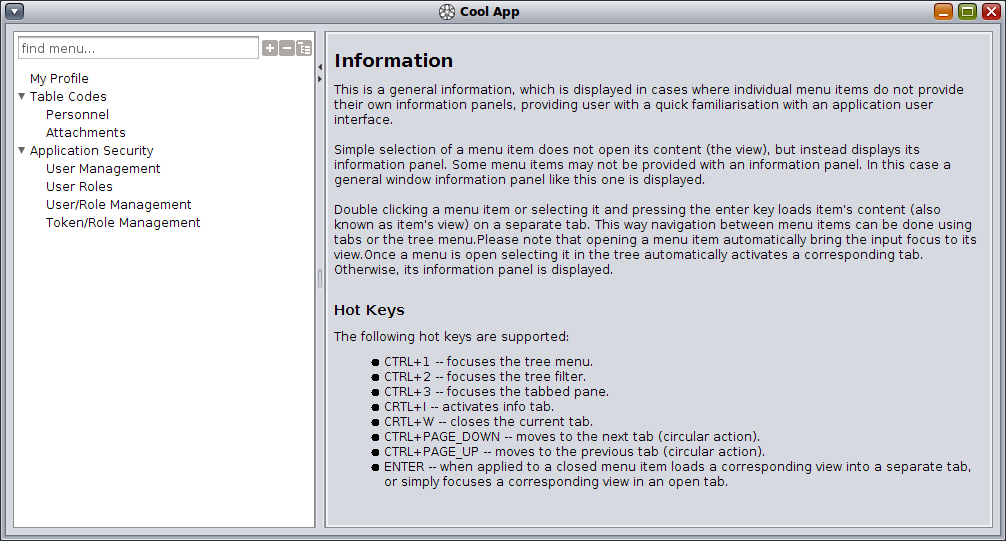 Cool App
find menu...
My Profile
Table Codes
Personnel
Attachments
Application Security
User Management
User Roles
User/Role Management
Token/Role Management
Information
This is a general information, which is displayed in cases where individual menu items do not provide
their own information panels, providing user with a quick familiarisation with an application user
interface.
Simple selection of a menu item does not open its content (the view), but instead displays its
information panel. Some menu items may not be provided with an information panel. In this case a
general window information panel like this one is displayed.
Double clicking a menu item or selecting it and pressing the enter key loads item's content (also
known as item's view) on a separate tab. This way navigation between menu items can be done using
tabs or the tree menu.Please note that opening a menu item automatically bring the input focus to its
view.Once a menu is open selecting it in the tree automatically activates a corresponding tab.
Otherwise, its information panel is displayed.
Hot Keys
The following hot keys are supported:
CTRL+1 -- focuses the tree menu.
CTRL+2 -- focuses the tree filter.
CTRL+3 -- focuses the tabbed pane.
CRTL+I -- activates info tab.
CRTL+W -- closes the current tab.
CTRL+PAGE_DOWN -- moves to the next tab (circular action).
CTRL+PAGE_UP -- moves to the previous tab (circular action).
ENTER -- when applied to a closed menu item loads a corresponding view into a separate tab,
or simply focuses a corresponding view in an open tab.